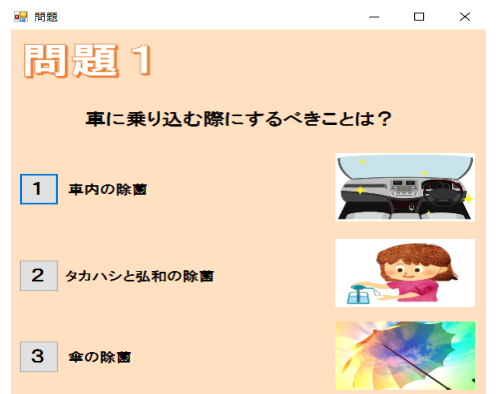 問題
問題1
車に乗り込む際にするべきことは?
1 車内の除菌
2 タカハシと弘和の除菌
3 傘の除菌